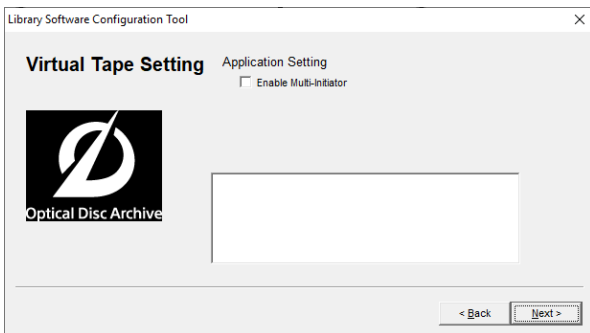 Library Software Configuration Tool
Virtual Tape Setting
Application Setting
Enable Multi-Initiator
Optical Disc Archive
< Back
Next >